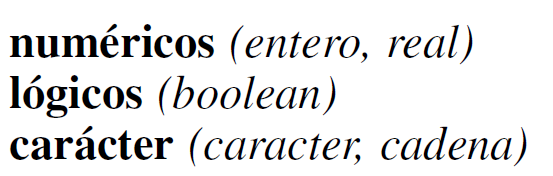 numéricos (entero, real)
lógicos (boolean)
carácter (caracter, cadena)